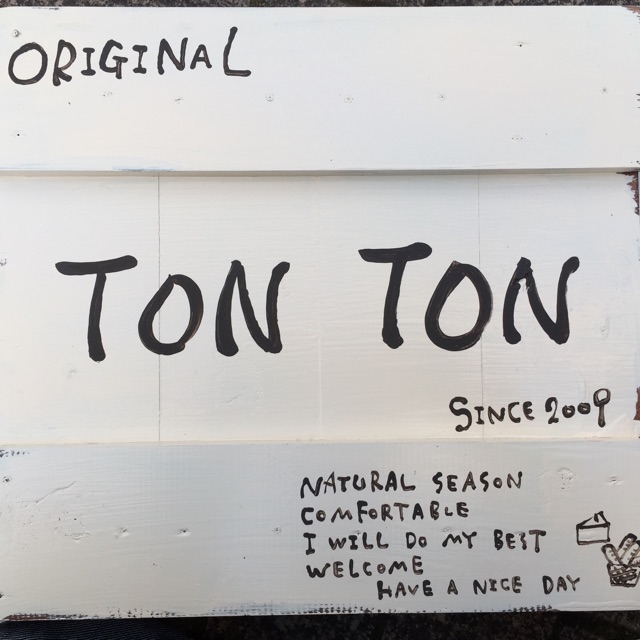 ORIGINAL
TON TON
SINCE 2009
NATURAL SEASON
COMFORTABLE
I WILL DO MY BEST
WELCOME
HAVE A NICE DAY